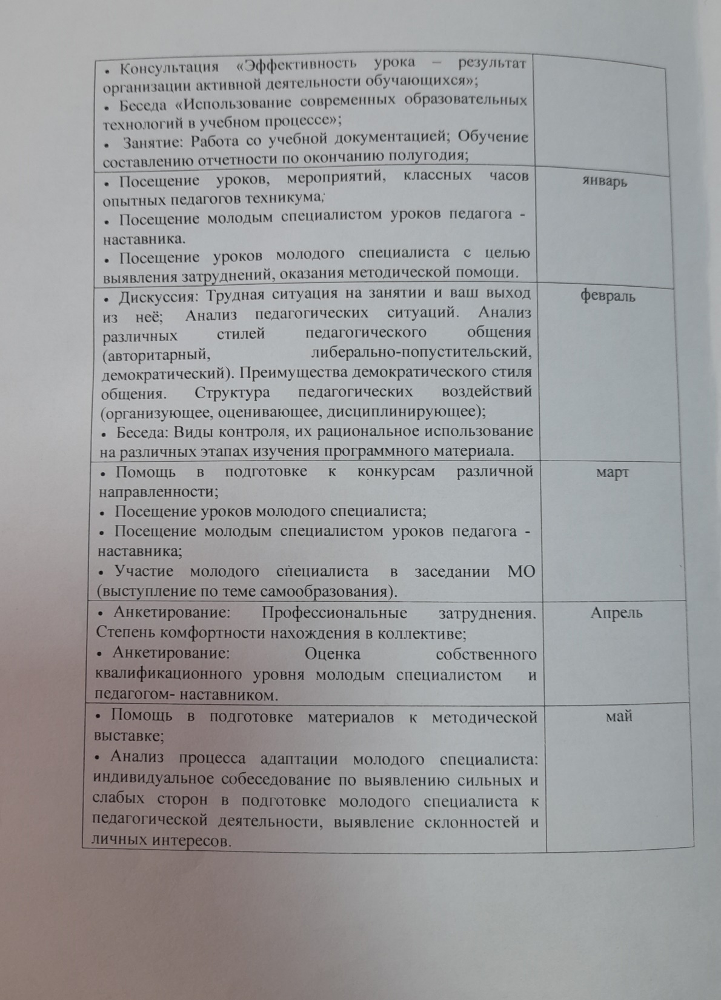 • Консультация «Эффективность урока – результат
организации активной деятельности обучающихся»;
• Беседа «Использование современных образовательных
технологий в учебном процессе»;
• Занятие: Работа со учебной документацией; Обучение
составлению отчетности по окончанию полугодия;
• Посещение уроков, мероприятий, классных часов
январь
опытных педагогов техникума;
• Посещение молодым специалистом уроков педагога -
наставника.
• Посещение уроков молодого специалиста с целью
выявления затруднений, оказания методической помощи.
• Дискуссия: Трудная ситуация на занятии и ваш выход
февраль
из неё; Анализ педагогических ситуаций. Анализ
различных стилей педагогического общения
(авторитарный, либерально-попустительский,
демократический). Преимущества демократического стиля
общения. Структура педагогических воздействий
(организующее, оценивающее, дисциплинирующее);
• Беседа: Виды контроля, их рациональное использование
на различных этапах изучения программного материала.
• Помощь в подготовке к конкурсам различной
март
направленности;
• Посещение уроков молодого специалиста;
• Посещение молодым специалистом уроков педагога -
наставника;
• Участие молодого специалиста в заседании МО
(выступление по теме самообразования).
• Анкетирование: Профессиональные затруднения.
Апрель
Степень комфортности нахождения в коллективе;
• Анкетирование: Оценка собственного
квалификационного уровня молодым специалистом и
педагогом- наставником.
• Помощь в подготовке материалов к методической
май
выставке;
• Анализ процесса адаптации молодого специалиста:
индивидуальное собеседование по выявлению сильных и
слабых сторон в подготовке молодого специалиста к
педагогической деятельности, выявление склонностей и
личных интересов.